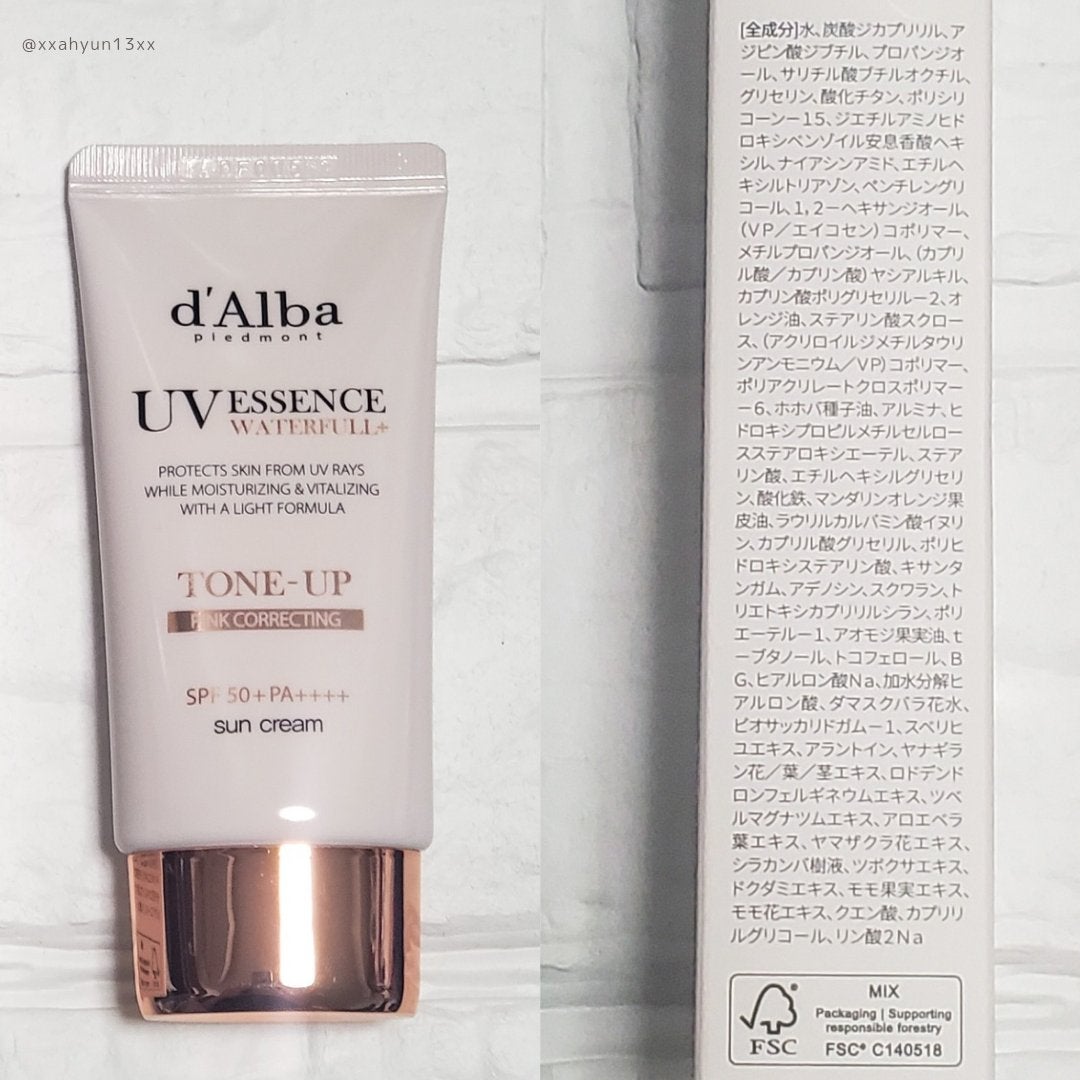 @xxahyun13xx
d'Alba
piedmont
UV ESSENCE
WATERFULL+
PROTECTS SKIN FROM UV RAYS
WHILE MOISTURIZING & VITALIZING
WITH A LIGHT FORMULA
TONE-UP
PINK CORRECTING
SPF 50+PA++++
sun cream
[全成分]水、炭酸ジカプリリル、ア
ジピン酸ジブチル、プロパンジオ
ール、サリチル酸ブチルオクチル、
グリセリン、酸化チタン、ポリシリ
コーン－15、ジエチルアミノヒド
ロキシベンゾイル安息香酸ヘキ
シル、ナイアシンアミド、エチルヘ
キシルトリアゾン、ペンチレングリ
コール、1,2－ヘキサンジオール、
(VP／エイコセン)コポリマー、
メチルプロパンジオール、(カプリ
ル酸／カプリン酸)ヤシアルキル、
カプリン酸ポリグリセリル－2、オ
レンジ油、ステアリン酸スクロー
ス、(アクリロイルジメチルタウリ
ンアンモニウム／VP)コポリマー、
ポリアクリレートクロスポリマー
－6、ホホバ種子油、アルミナ、ヒ
ドロキシプロピルメチルセルロー
スステアロキシエーテル、ステア
リン酸、エチルヘキシルグリセリ
ン、酸化鉄、マンダリンオレンジ果
皮油、ラウリルカルバミン酸イヌリ
ン、カプリル酸グリセリル、ポリヒ
ドロキシステアリン酸、キサンタ
ンガム、アデノシン、スクワラン、ト
リエトキシカプリリルシラン、ポリ
エーテル－1、アオモジ果実油、t
－ブタノール、トコフェロール、B
G、ヒアルロン酸Na、加水分解ヒ
アルロン酸、ダマスクバラ花水、
ビオサッカリドガム－1、スベリヒ
ユエキス、アラントイン、ヤナギラ
ン花／葉／茎エキス、ロドデンド
ロンフェルギネウムエキス、ツベ
ルマグナツムエキス、アロエベラ
葉エキス、ヤマザクラ花エキス、
シラカンバ樹液、ツボクサエキス、
ドクダミエキス、モモ果実エキス、
モモ花エキス、クエン酸、カプリリ
ルグリコール、リン酸2Na
FSC
MIX
Packaging | Supporting
responsible forestry
FSC® C140518